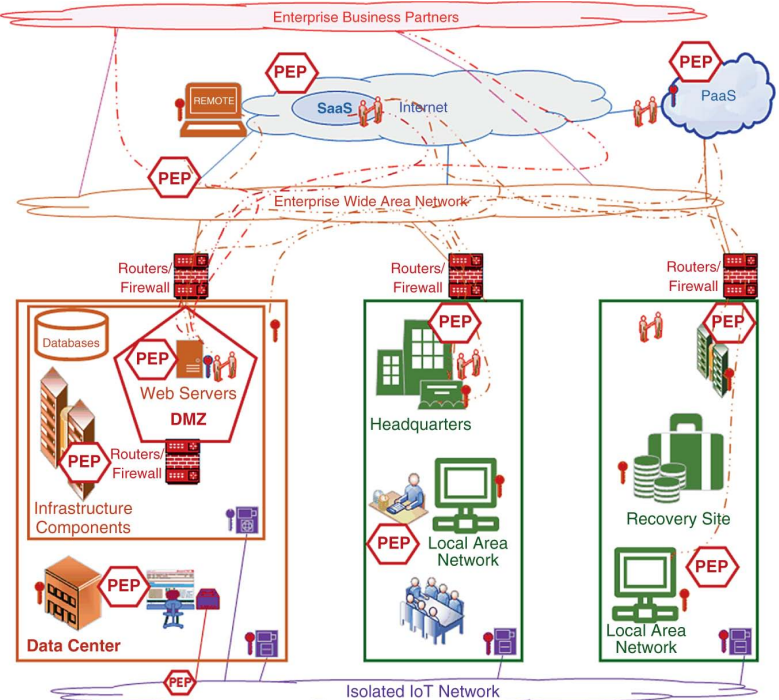 Enterprise Business Partners
PEP
PEP
REMOTE
SaaS
Internet
PaaS
PEP
Enterprise Wide Area Network
Routers/
Firewall
Routers/
Firewall
Routers/
Firewall
Databases
PEP
Web Servers
DMZ
PEP
Routers/
Firewall
Infrastructure
Components
PEP
Data Center
PEP
Headquarters
PEP
Local Area
Network
PEP
Recovery Site
PEP
Local Area
Network
PEP
Isolated IoT Network